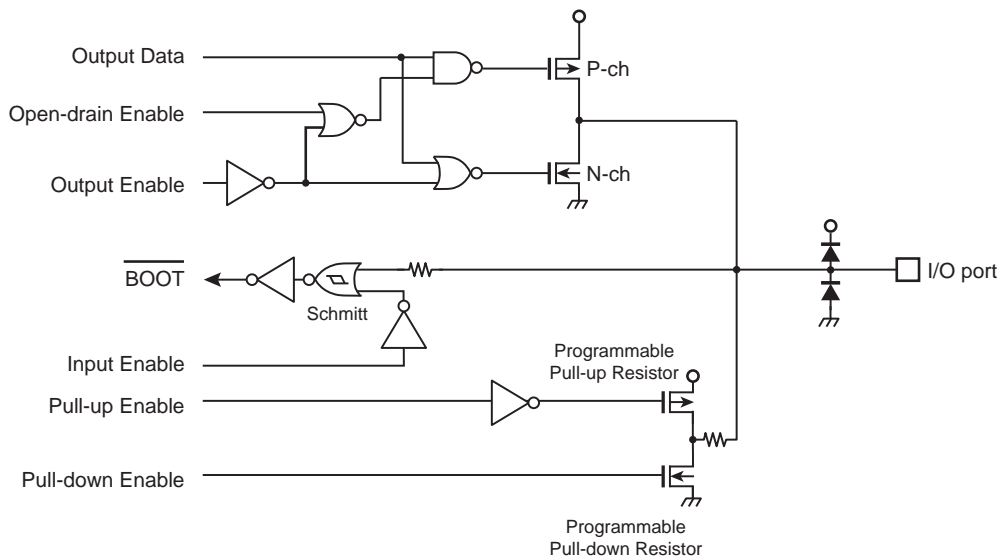 Output Data
P-ch
Open-drain Enable
Output Enable
N-ch
BOOT
Schmitt
I/O port
Input Enable
Programmable
Pull-up Resistor
Pull-up Enable
Pull-down Enable
Programmable
Pull-down Resistor